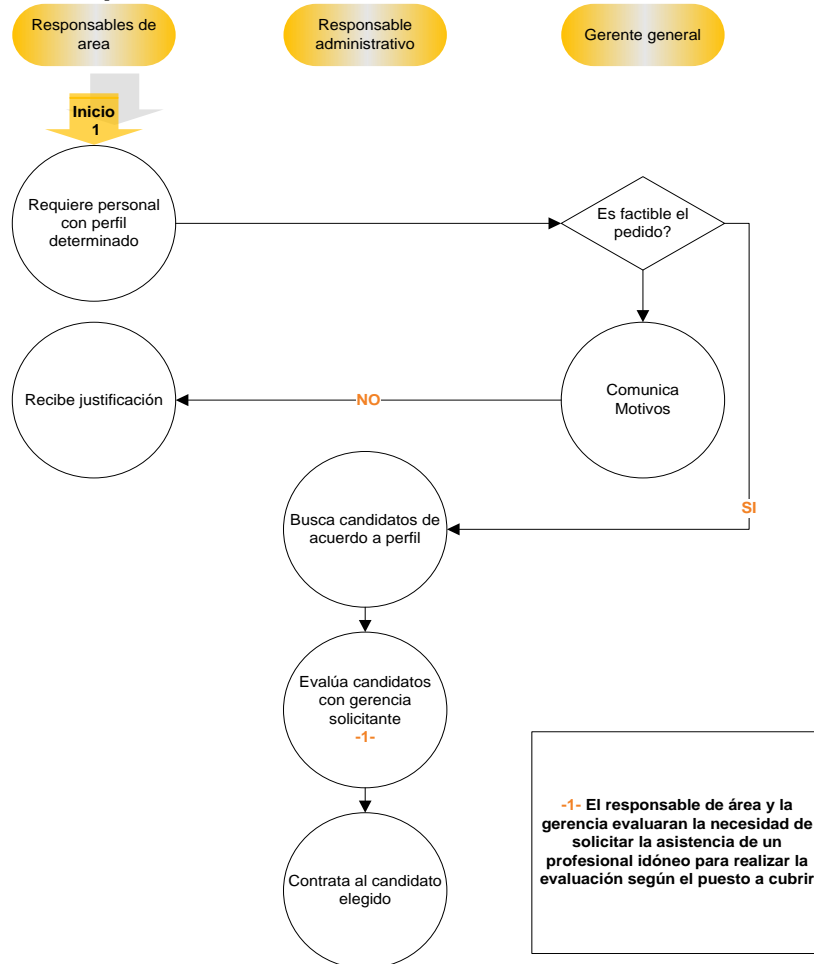 Responsables de
area
Responsable
administrativo
Gerente general
Inicio
1
Requiere personal
con perfil
determinado
Es factible el
pedido?
Recibe justificación
NO
Comunica
Motivos
SI
Busca candidatos de
acuerdo a perfil
Evalúa candidatos
con gerencia
solicitante
-1-
Contrata al candidato
elegido
-1- El responsable de área y la
gerencia evaluaran la necesidad de
solicitar la asistencia de un
profesional idóneo para realizar la
evaluación según el puesto a cubrir